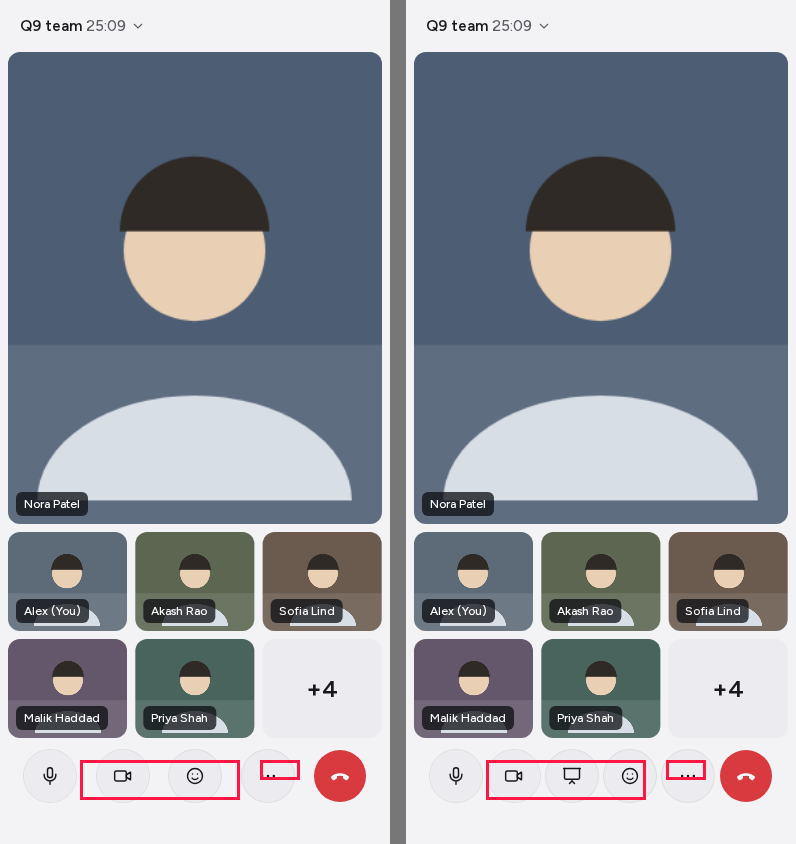 Q9 team 25:09
Nora Patel
Alex (You)
Akash Rao
Sofia Lind
Malik Haddad
Priya Shah
+4
Q9 team 25:09
Nora Patel
Alex (You)
Akash Rao
Sofia Lind
Malik Haddad
Priya Shah
+4